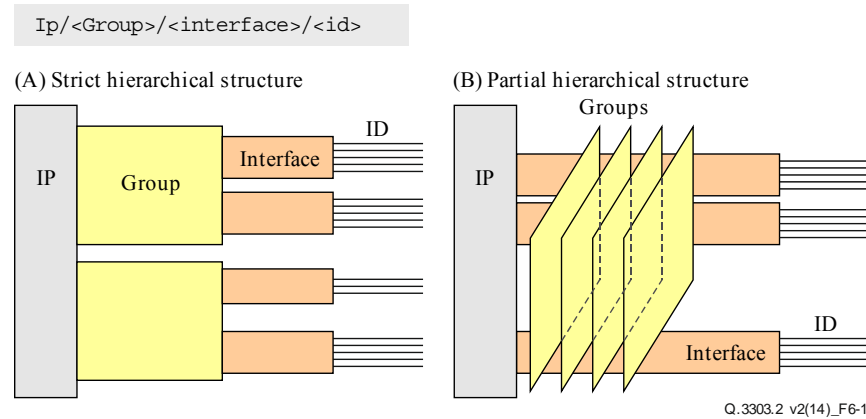 Ip/<Group>/<interface>/<id>
(A) Strict hierarchical structure
IP
Group
Interface
ID
(B) Partial hierarchical structure
Groups
IP
ID
Interface
Q.3303.2 v2(14)_F6-1